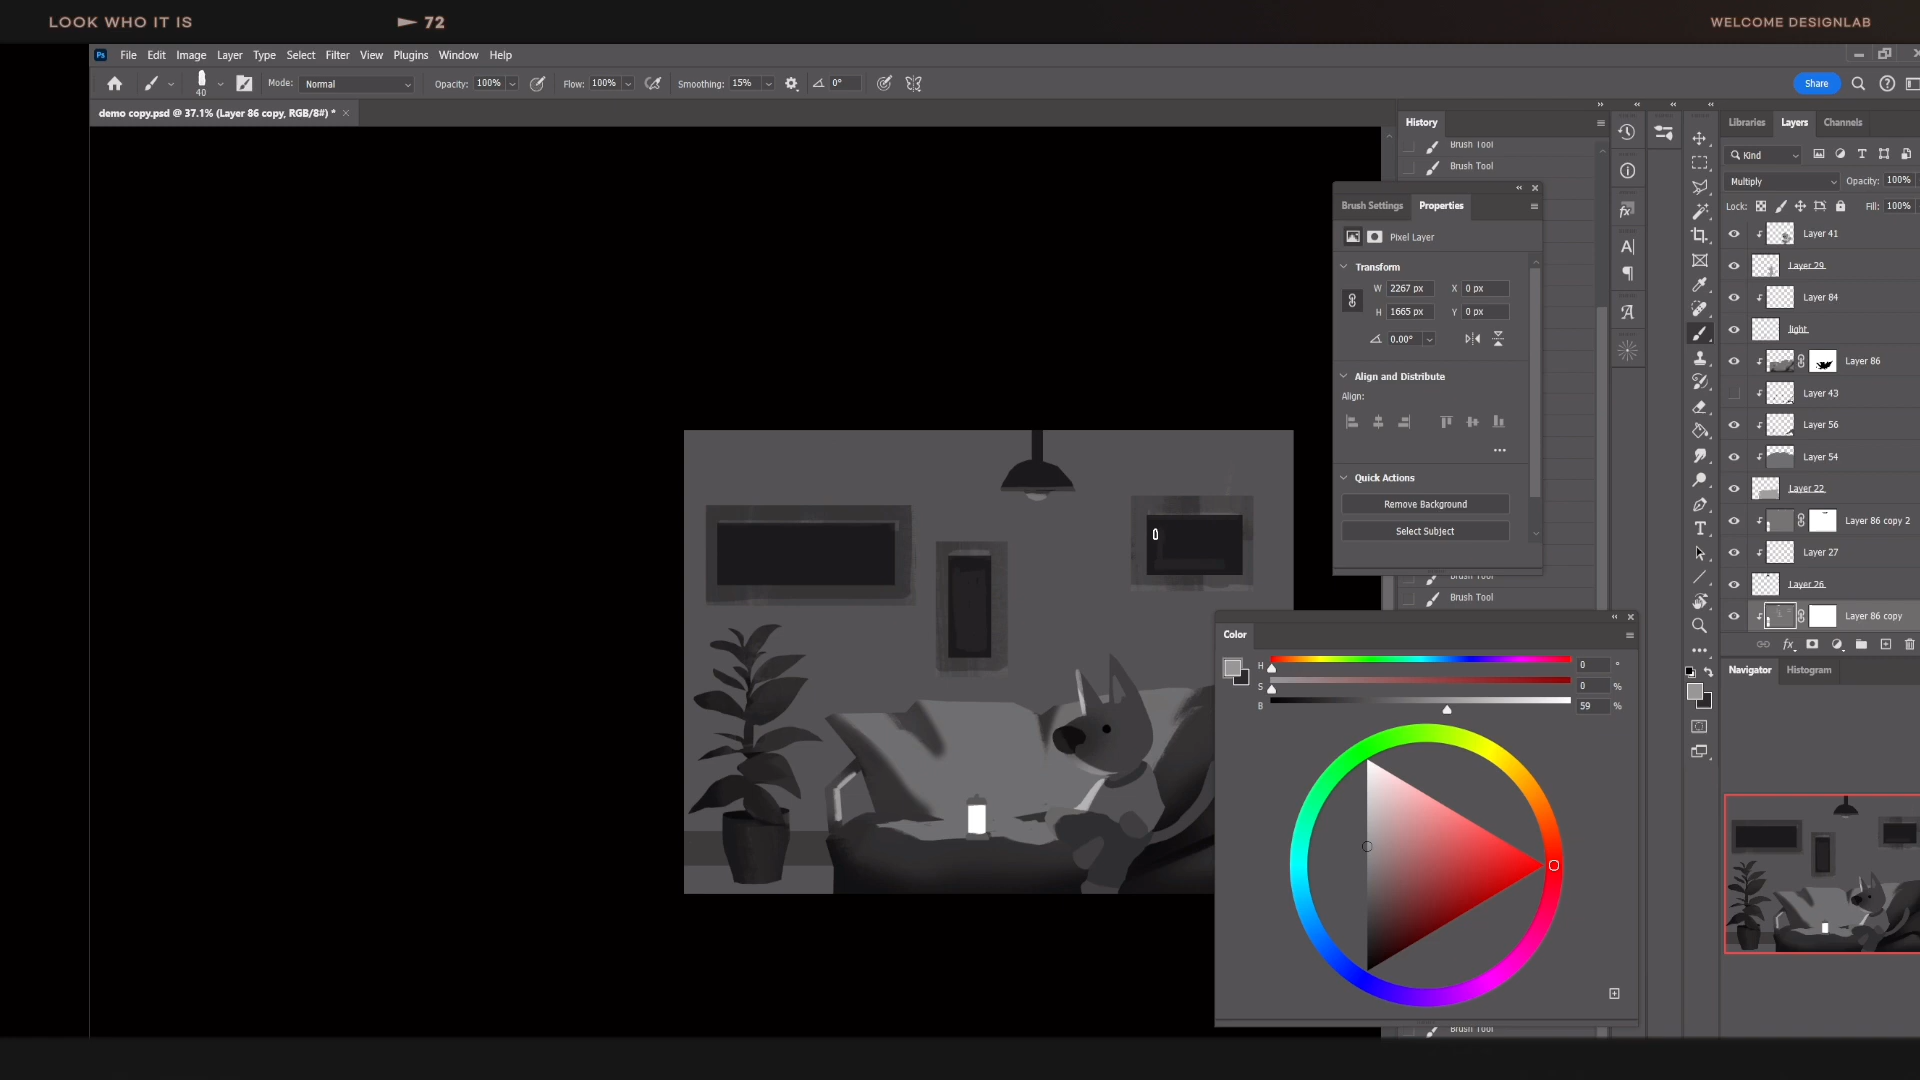 LOOK WHO IT IS
72
WELCOME DESIGNLAB
Ps File Edit Image Layer Type Select Filter View Plugins Window Help
40 Mode: Normal Opacity: 100% Flow: 100% Smoothing: 15% 0° Share
demo copy.psd @ 37.1% (Layer 86 copy, RGB/8#) *
History
Brush Tool
Brush Tool
Brush Settings Properties
Pixel Layer
Transform
W 2267 px X 0 px
H 1665 px Y 0 px
0.00°
Align and Distribute
Align:
Quick Actions
Remove Background
Select Subject
Brush Tool
Brush Tool
Color
H 0 °
S 0 %
B 59 %
Brush Tool
Libraries Layers Channels
Kind
Multiply Opacity: 100%
Lock: Fill: 100%
Layer 41
Layer 29
Layer 84
light
Layer 86
Layer 43
Layer 56
Layer 54
Layer 22
Layer 86 copy 2
Layer 27
Layer 26
Layer 86 copy
Navigator Histogram